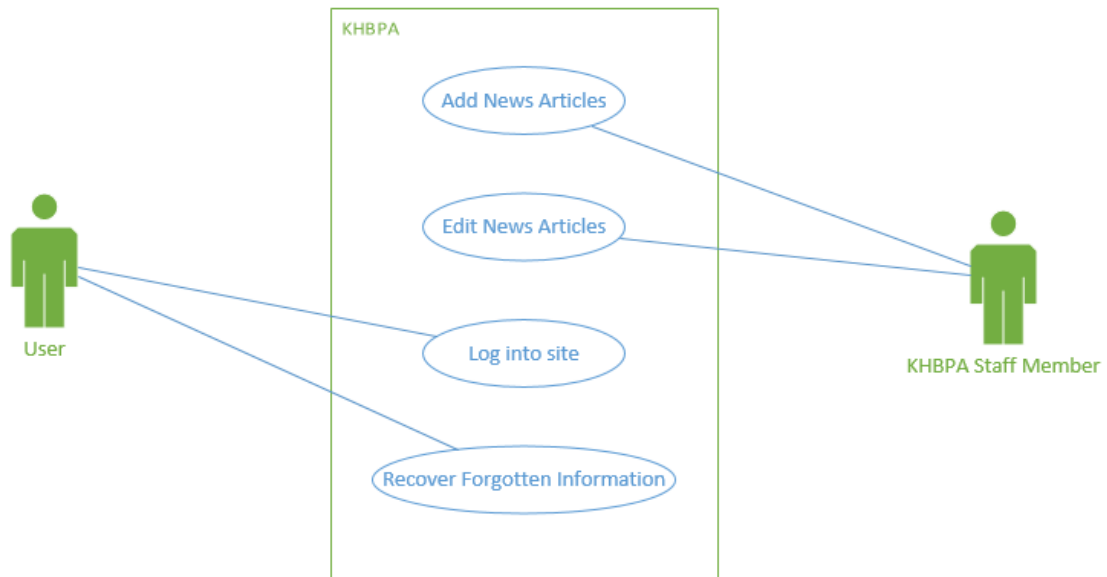 KHBPA
Add News Articles
Edit News Articles
Log into site
User
KHBPA Staff Member
Recover Forgotten Information